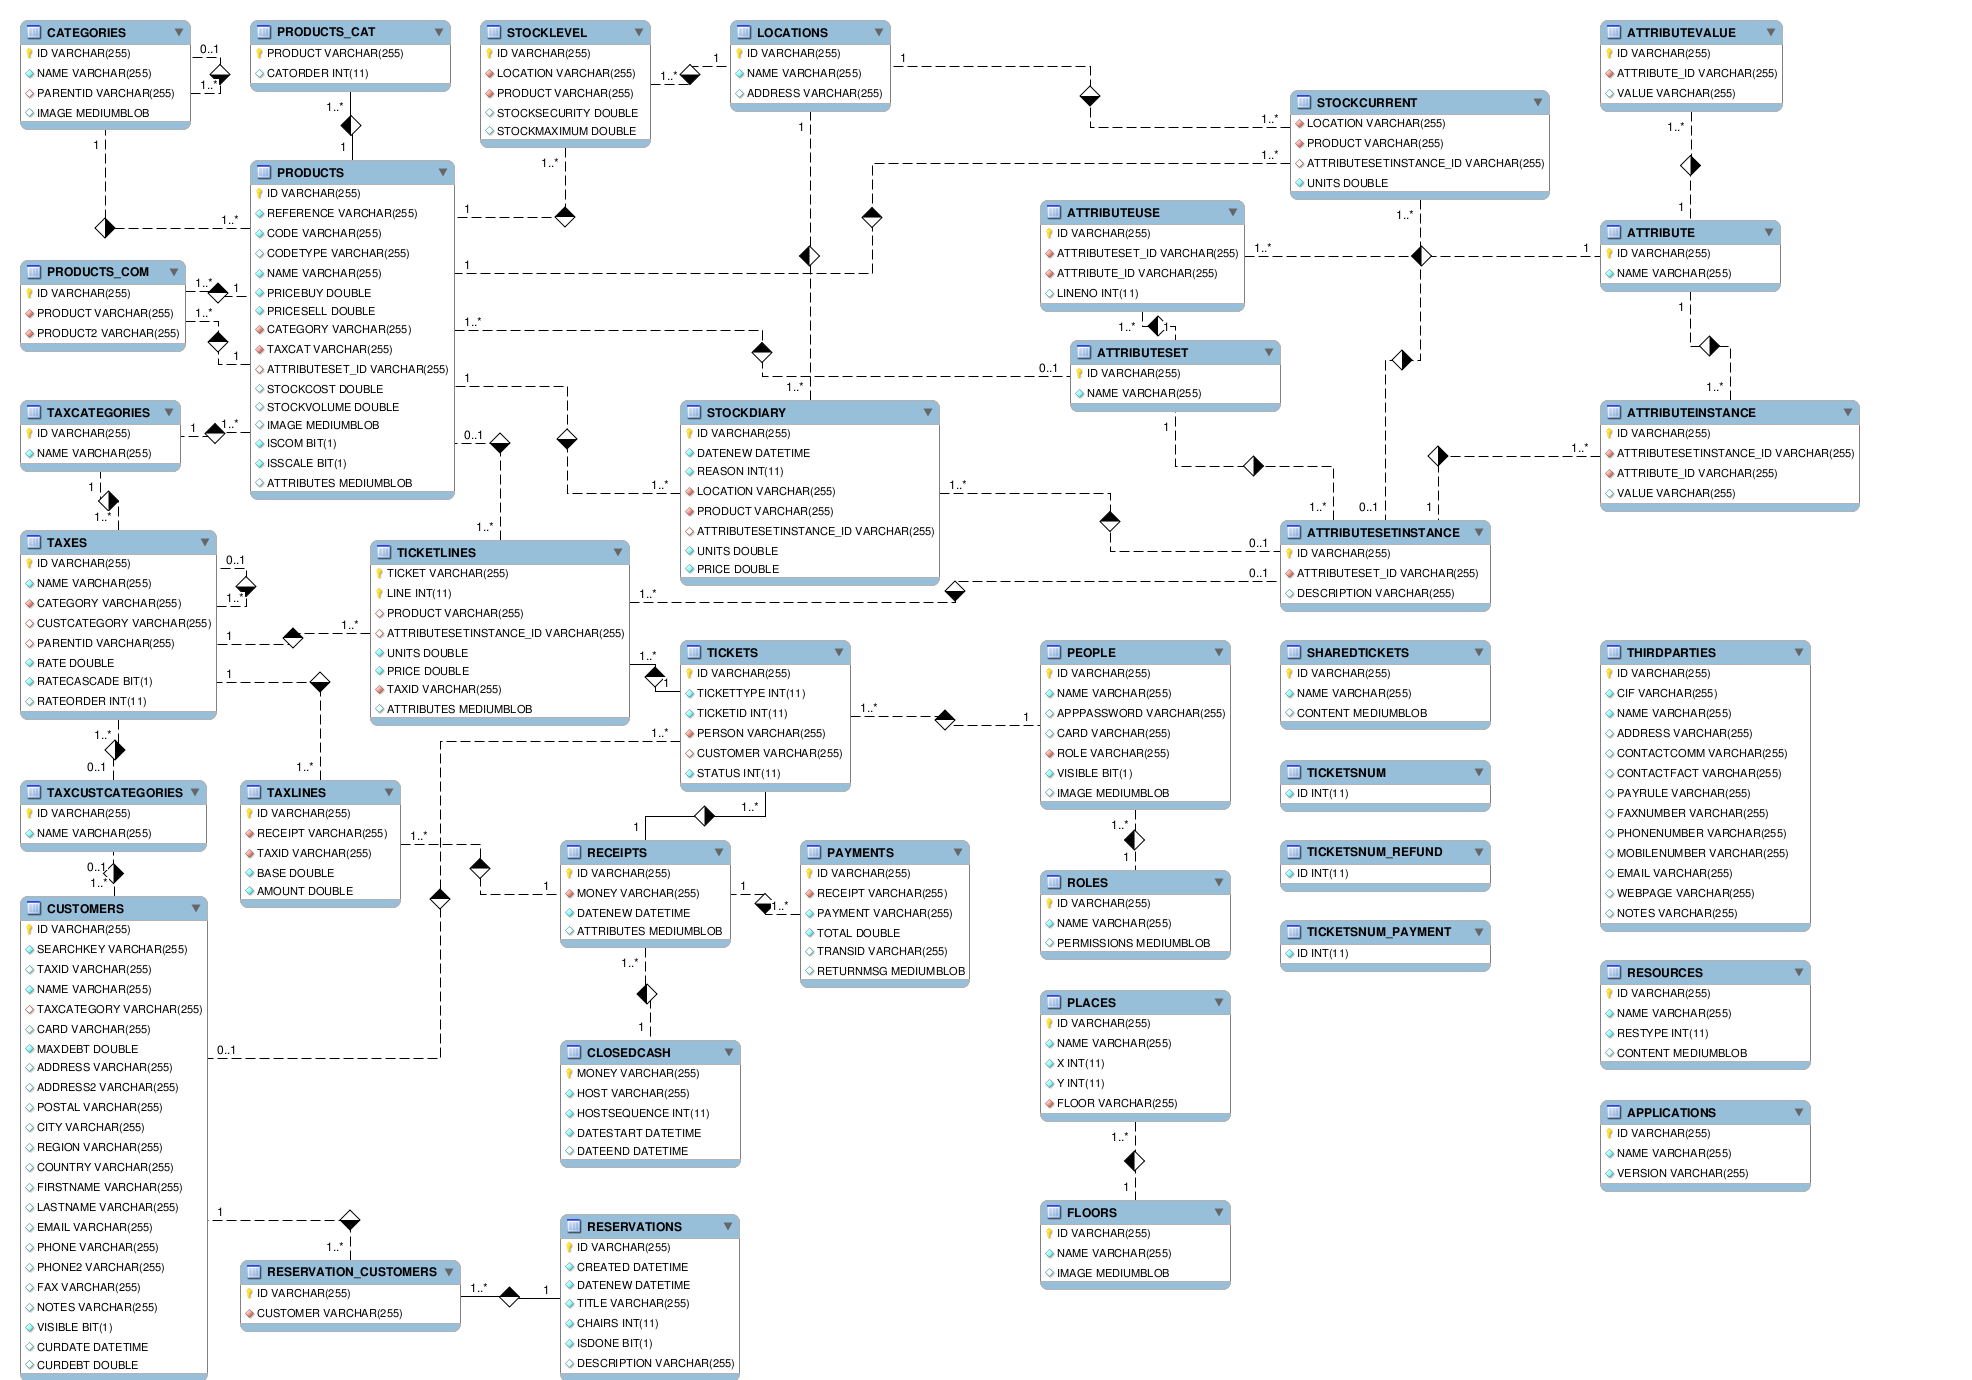 CATEGORIES
ID VARCHAR(255)
NAME VARCHAR(255)
PARENTID VARCHAR(255)
IMAGE MEDIUMBLOB
0..1
1..*
1
1..*
PRODUCTS_CAT
PRODUCT VARCHAR(255)
CATORDER INT(11)
1..*
1
STOCKLEVEL
ID VARCHAR(255)
LOCATION VARCHAR(255)
PRODUCT VARCHAR(255)
STOCKSECURITY DOUBLE
STOCKMAXIMUM DOUBLE
1..*
1
1..*
1
LOCATIONS
ID VARCHAR(255)
NAME VARCHAR(255)
ADDRESS VARCHAR(255)
1
1..*
1
1..*
STOCKCURRENT
LOCATION VARCHAR(255)
PRODUCT VARCHAR(255)
ATTRIBUTESETINSTANCE_ID VARCHAR(255)
UNITS DOUBLE
1..*
1
1..*
0..1
ATTRIBUTEVALUE
ID VARCHAR(255)
ATTRIBUTE_ID VARCHAR(255)
VALUE VARCHAR(255)
1..*
1
PRODUCTS
ID VARCHAR(255)
REFERENCE VARCHAR(255)
CODE VARCHAR(255)
CODETYPE VARCHAR(255)
NAME VARCHAR(255)
PRICEBUY DOUBLE
PRICESELL DOUBLE
CATEGORY VARCHAR(255)
TAXCAT VARCHAR(255)
ATTRIBUTESET_ID VARCHAR(255)
STOCKCOST DOUBLE
STOCKVOLUME DOUBLE
IMAGE MEDIUMBLOB
ISCOM BIT(1)
ISSCALE BIT(1)
ATTRIBUTES MEDIUMBLOB
1..*
0..1
1
1..*
0..1
1..*
ATTRIBUTEUSE
ID VARCHAR(255)
ATTRIBUTESET_ID VARCHAR(255)
ATTRIBUTE_ID VARCHAR(255)
LINENO INT(11)
1..*
1
1..*
1
ATTRIBUTE
ID VARCHAR(255)
NAME VARCHAR(255)
1
1..*
PRODUCTS_COM
ID VARCHAR(255)
PRODUCT VARCHAR(255)
PRODUCT2 VARCHAR(255)
1..*
1
1..*
1
ATTRIBUTESET
ID VARCHAR(255)
NAME VARCHAR(255)
1
1..*
TAXCATEGORIES
ID VARCHAR(255)
NAME VARCHAR(255)
1
1..*
1
1..*
STOCKDIARY
ID VARCHAR(255)
DATENEW DATETIME
REASON INT(11)
LOCATION VARCHAR(255)
PRODUCT VARCHAR(255)
ATTRIBUTESETINSTANCE_ID VARCHAR(255)
UNITS DOUBLE
PRICE DOUBLE
1..*
0..1
ATTRIBUTEINSTANCE
ID VARCHAR(255)
ATTRIBUTESETINSTANCE_ID VARCHAR(255)
ATTRIBUTE_ID VARCHAR(255)
VALUE VARCHAR(255)
1..*
1
TAXES
ID VARCHAR(255)
NAME VARCHAR(255)
CATEGORY VARCHAR(255)
CUSTCATEGORY VARCHAR(255)
PARENTID VARCHAR(255)
RATE DOUBLE
RATECASCADE BIT(1)
RATEORDER INT(11)
0..1
1..*
1
1..*
1
1..*
1..*
0..1
TICKETLINES
TICKET VARCHAR(255)
LINE INT(11)
PRODUCT VARCHAR(255)
ATTRIBUTESETINSTANCE_ID VARCHAR(255)
UNITS DOUBLE
PRICE DOUBLE
TAXID VARCHAR(255)
ATTRIBUTES MEDIUMBLOB
1..*
0..1
1..*
1
ATTRIBUTESETINSTANCE
ID VARCHAR(255)
ATTRIBUTESET_ID VARCHAR(255)
DESCRIPTION VARCHAR(255)
TICKETS
ID VARCHAR(255)
TICKETTYPE INT(11)
TICKETID INT(11)
PERSON VARCHAR(255)
CUSTOMER VARCHAR(255)
STATUS INT(11)
1..*
1
1..*
0..1
1..*
1
PEOPLE
ID VARCHAR(255)
NAME VARCHAR(255)
APPPASSWORD VARCHAR(255)
CARD VARCHAR(255)
ROLE VARCHAR(255)
VISIBLE BIT(1)
IMAGE MEDIUMBLOB
1..*
1
SHAREDTICKETS
ID VARCHAR(255)
NAME VARCHAR(255)
CONTENT MEDIUMBLOB
THIRDPARTIES
ID VARCHAR(255)
CIF VARCHAR(255)
NAME VARCHAR(255)
ADDRESS VARCHAR(255)
CONTACTCOMM VARCHAR(255)
CONTACTFACT VARCHAR(255)
PAYRULE VARCHAR(255)
FAXNUMBER VARCHAR(255)
PHONENUMBER VARCHAR(255)
MOBILENUMBER VARCHAR(255)
EMAIL VARCHAR(255)
WEBPAGE VARCHAR(255)
NOTES VARCHAR(255)
TICKETSNUM
ID INT(11)
TAXCUSTCATEGORIES
ID VARCHAR(255)
NAME VARCHAR(255)
0..1
1..*
TAXLINES
ID VARCHAR(255)
RECEIPT VARCHAR(255)
TAXID VARCHAR(255)
BASE DOUBLE
AMOUNT DOUBLE
1..*
1
RECEIPTS
ID VARCHAR(255)
MONEY VARCHAR(255)
DATENEW DATETIME
ATTRIBUTES MEDIUMBLOB
1
1..*
1..*
1
PAYMENTS
ID VARCHAR(255)
RECEIPT VARCHAR(255)
PAYMENT VARCHAR(255)
TOTAL DOUBLE
TRANSID VARCHAR(255)
RETURNMSG MEDIUMBLOB
ROLES
ID VARCHAR(255)
NAME VARCHAR(255)
PERMISSIONS MEDIUMBLOB
TICKETSNUM_REFUND
ID INT(11)
TICKETSNUM_PAYMENT
ID INT(11)
CUSTOMERS
ID VARCHAR(255)
SEARCHKEY VARCHAR(255)
TAXID VARCHAR(255)
NAME VARCHAR(255)
TAXCATEGORY VARCHAR(255)
CARD VARCHAR(255)
MAXDEBT DOUBLE
ADDRESS VARCHAR(255)
ADDRESS2 VARCHAR(255)
POSTAL VARCHAR(255)
CITY VARCHAR(255)
REGION VARCHAR(255)
COUNTRY VARCHAR(255)
FIRSTNAME VARCHAR(255)
LASTNAME VARCHAR(255)
EMAIL VARCHAR(255)
PHONE VARCHAR(255)
PHONE2 VARCHAR(255)
FAX VARCHAR(255)
NOTES VARCHAR(255)
VISIBLE BIT(1)
CURDATE DATETIME
CURDEBT DOUBLE
1
1..*
RESOURCES
ID VARCHAR(255)
NAME VARCHAR(255)
RESTYPE INT(11)
CONTENT MEDIUMBLOB
PLACES
ID VARCHAR(255)
NAME VARCHAR(255)
X INT(11)
Y INT(11)
FLOOR VARCHAR(255)
1..*
1
CLOSEDCASH
MONEY VARCHAR(255)
HOST VARCHAR(255)
HOSTSEQUENCE INT(11)
DATESTART DATETIME
DATEEND DATETIME
APPLICATIONS
ID VARCHAR(255)
NAME VARCHAR(255)
VERSION VARCHAR(255)
FLOORS
ID VARCHAR(255)
NAME VARCHAR(255)
IMAGE MEDIUMBLOB
RESERVATION_CUSTOMERS
ID VARCHAR(255)
CUSTOMER VARCHAR(255)
1..*
1
RESERVATIONS
ID VARCHAR(255)
CREATED DATETIME
DATENEW DATETIME
TITLE VARCHAR(255)
CHAIRS INT(11)
ISDONE BIT(1)
DESCRIPTION VARCHAR(255)